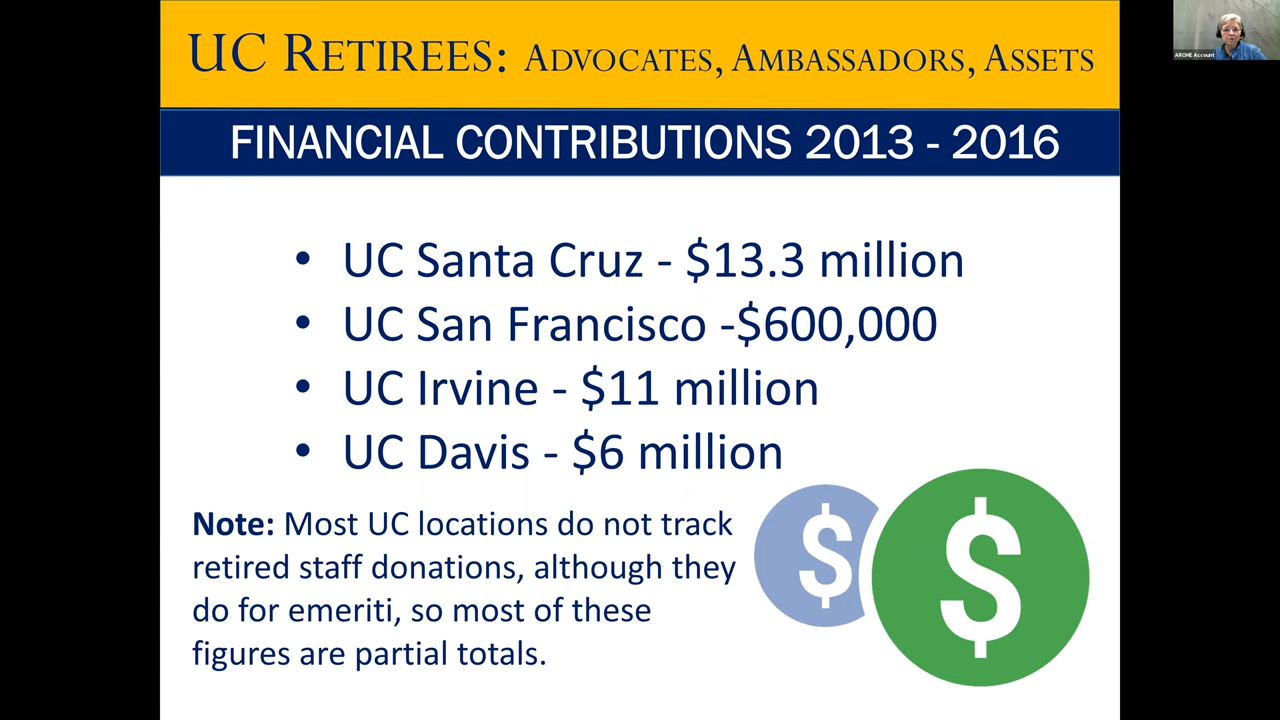 UC RETIREES: ADVOCATES, AMBASSADORS, ASSETS
AROHE Account
FINANCIAL CONTRIBUTIONS 2013 - 2016
• UC Santa Cruz - $13.3 million
• UC San Francisco -$600,000
• UC Irvine - $11 million
• UC Davis - $6 million
Note: Most UC locations do not track
retired staff donations, although they
do for emeriti, so most of these
figures are partial totals.
$
$